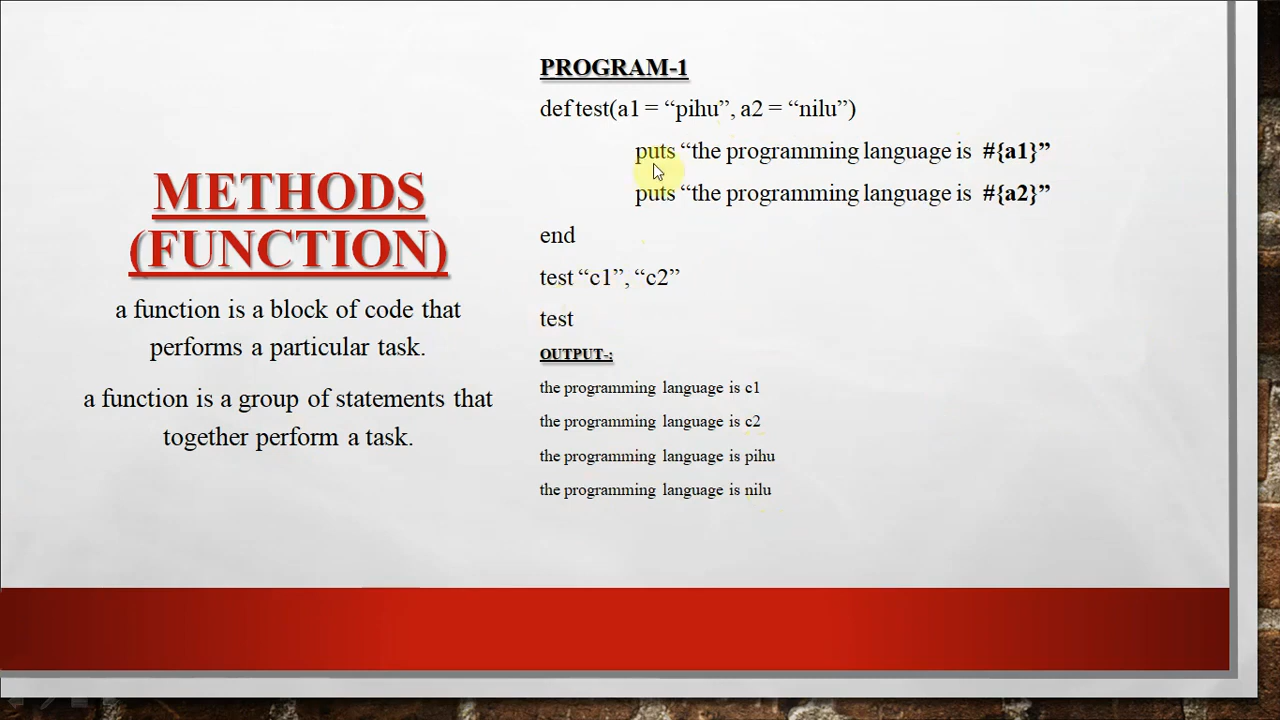 METHODS
(FUNCTION)
a function is a block of code that
performs a particular task.
a function is a group of statements that
together perform a task.
PROGRAM-1
def test(a1 = “pihu”, a2 = “nilu”)
puts “the programming language is #{a1}”
puts “the programming language is #{a2}”
end
test “c1”, “c2”
test
OUTPUT-:
the programming language is c1
the programming language is c2
the programming language is pihu
the programming language is nilu